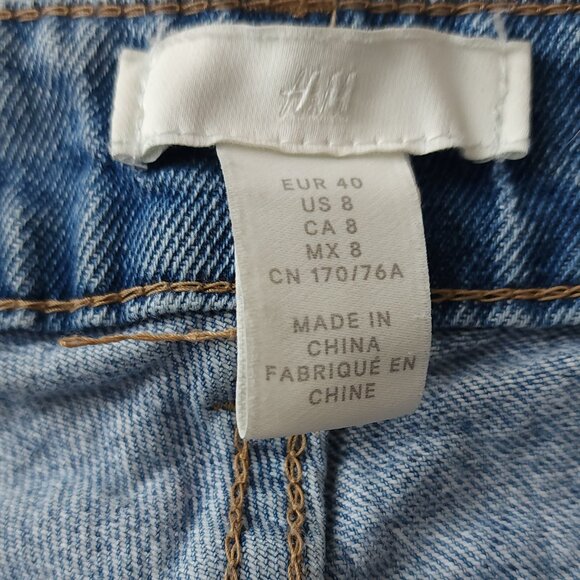 H&M
EUR 40
US 8
CA 8
MX 8
CN 170/76A
MADE IN
CHINA
FABRIQUÉ EN
CHINE